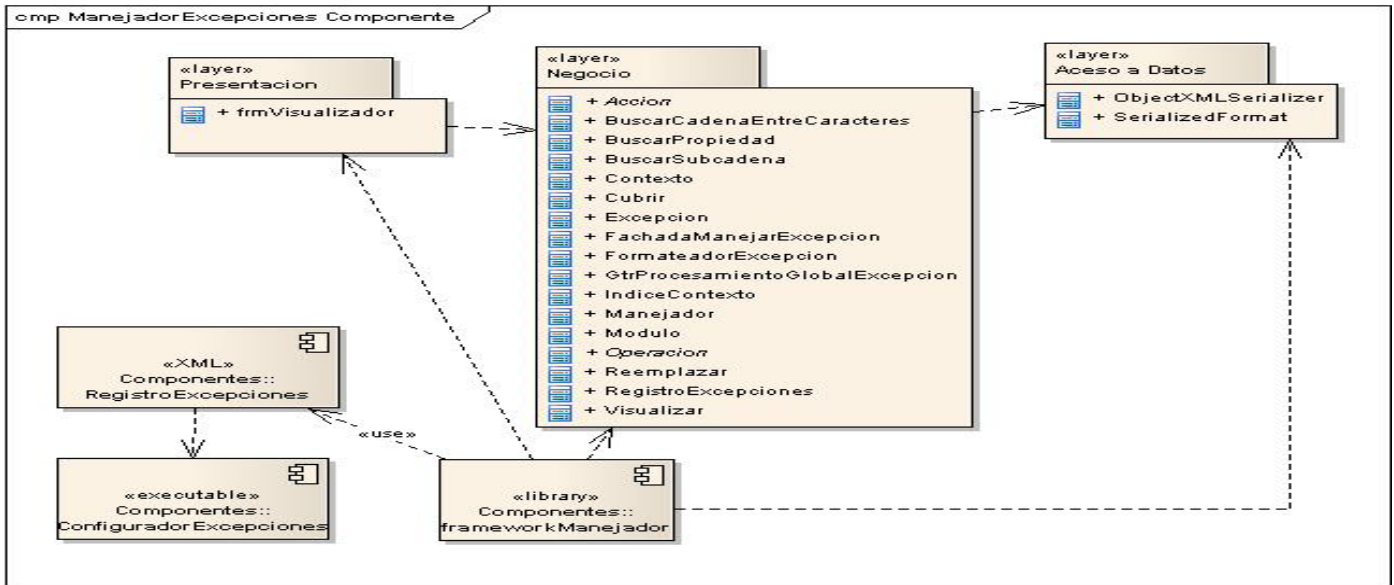 cmp ManejadorExcepciones Componente
«layer»
Presentacion
+ frmVisualizador
«layer»
Negocio
+ Accion
+ BuscarCadenaEntreCaracteres
+ BuscarPropiedad
+ BuscarSubcadena
+ Contexto
+ Cubrir
+ Excepcion
+ FachadaManejarExcepcion
+ FormateadorExcepcion
+ GtrProcesamientoGlobalExcepcion
+ IndiceContexto
+ Manejador
+ Modulo
+ Operacion
+ Reemplazar
+ RegistroExcepciones
+ Visualizar
«layer»
Aceso a Datos
+ ObjectXMLSerializer
+ SerializedFormat
«XML»
Componentes::
RegistroExcepciones
«use»
«executable»
Componentes::
ConfiguradorExcepciones
«library»
Componentes::
frameworkManejador